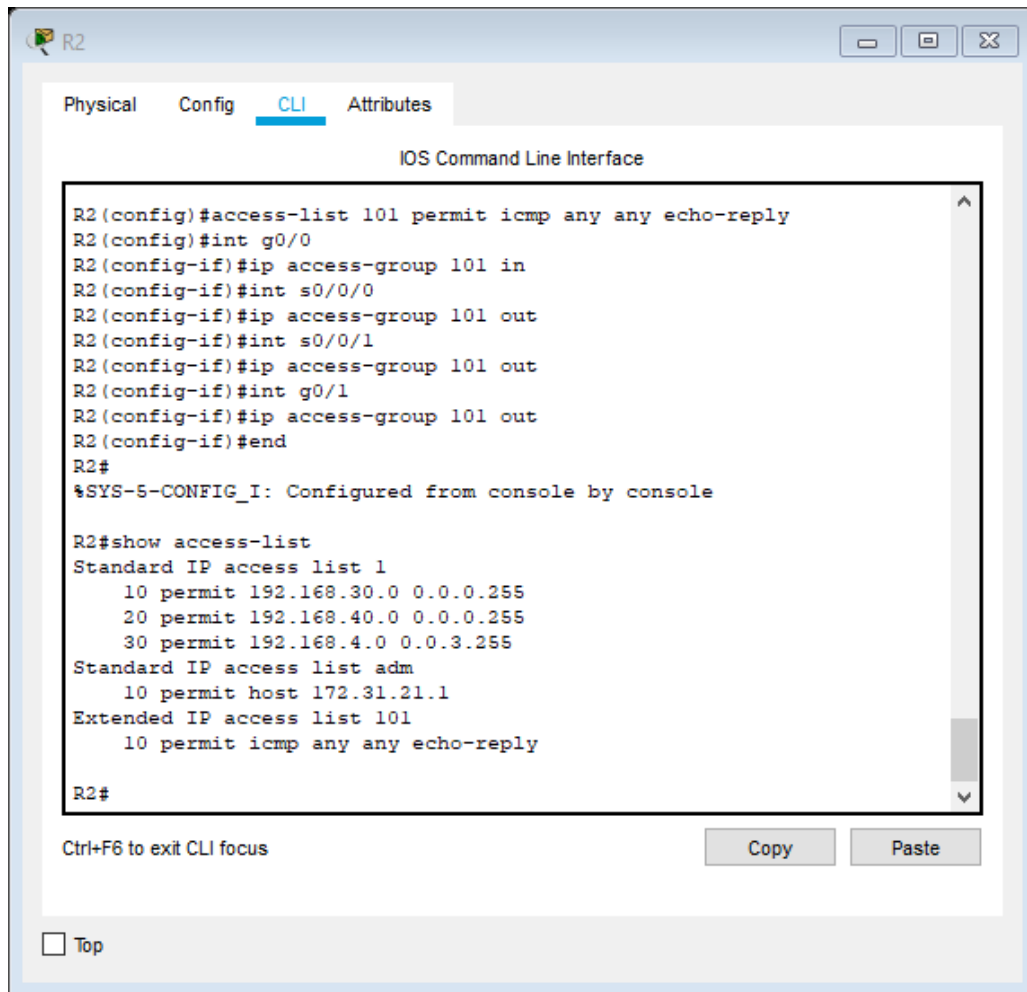 R2
Physical Config CLI Attributes
IOS Command Line Interface
R2(config)#access-list 101 permit icmp any any echo-reply
R2(config)#int g0/0
R2(config-if)#ip access-group 101 in
R2(config-if)#int s0/0/0
R2(config-if)#ip access-group 101 out
R2(config-if)#int s0/0/1
R2(config-if)#ip access-group 101 out
R2(config-if)#int g0/1
R2(config-if)#ip access-group 101 out
R2(config-if)#end
R2#
%SYS-5-CONFIG_I: Configured from console by console
R2#show access-list
Standard IP access list 1
10 permit 192.168.30.0 0.0.0.255
20 permit 192.168.40.0 0.0.0.255
30 permit 192.168.4.0 0.0.3.255
Standard IP access list adm
10 permit host 172.31.21.1
Extended IP access list 101
10 permit icmp any any echo-reply
R2#
Ctrl+F6 to exit CLI focus
Copy Paste
Top